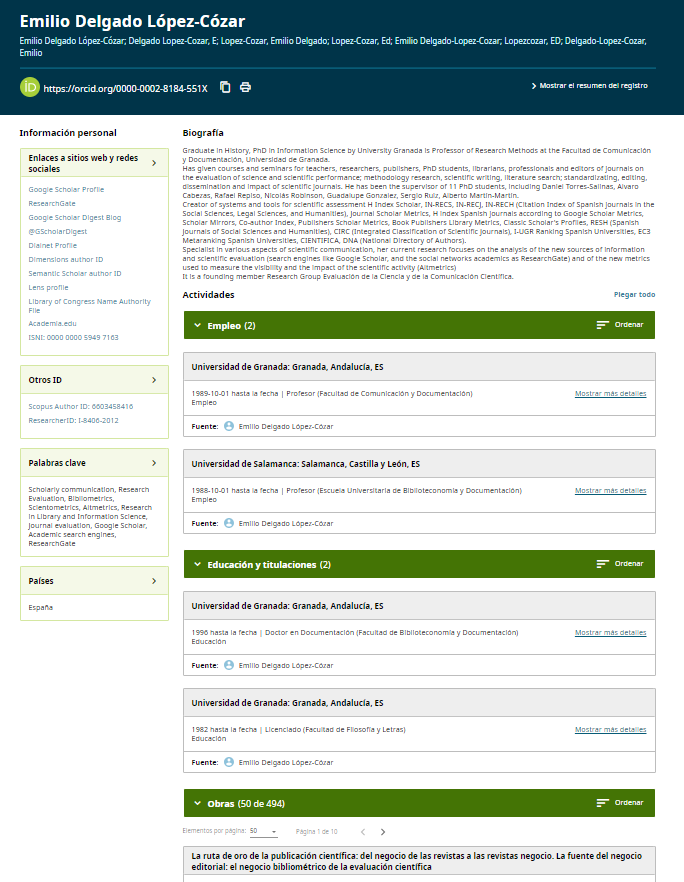 Emilio Delgado López-Cózar
Emilio Delgado López-Cózar; Delgado Lopez-Cozar, E; Lopez-Cozar, Emilio Delgado; Lopez-Cozar, Ed; Emilio Delgado-Lopez-Cozar; Lopezcozar, ED; Delgado-Lopez-Cozar,
Emilio
iD https://orcid.org/0000-0002-8184-551X
Mostrar el resumen del registro
Información personal
Enlaces a sitios web y redes
sociales
Google Scholar Profile
ResearchGate
Google Scholar Digest Blog
@GScholarDigest
Dialnet Profile
Dimensions author ID
Semantic Scholar author ID
Lens profile
Library of Congress Name Authority
File
Academia.edu
ISNI: 0000 0000 5949 7163
Otros ID
Scopus Author ID: 6603458416
ResearcherID: I-8406-2012
Palabras clave
Scholarly communication, Research
Evaluation, Bibliometrics,
Scientometrics, Altmetrics, Research
in Library and Information Science,
Journal evaluation, Google Scholar,
Academic search engines,
ResearchGate
Países
España
Biografía
Graduate in History, PhD in Information Science by University Granada is Professor of Research Methods at the Facultad de Comunicación
y Documentación, Universidad de Granada.
Has given courses and seminars for teachers, researchers, publishers, PhD students, librarians, professionals and editors of journals on
the evaluation of science and scientific performance; methodology research, scientific writing, literature search; standardizating, editing,
dissemination and impact of scientific journals. He has been the supervisor of 11 PhD students, including Daniel Torres-Salinas, Alvaro
Cabezas, Rafael Repiso, Nicolás Robinson, Guadalupe Gonzalez, Sergio Ruiz, Alberto Martín-Martín.
Creator of systems and tools for scientific assessment H Index Scholar, IN-RECS, IN-RECJ, IN-RECH (Citation Index of Spanish Journals in the
Social Sciences, Legal Sciences, and Humanities), Journal Scholar Metrics, H Index Spanish Journals according to Google Scholar Metrics,
Scholar Mirrors, Co-author Index, Publishers Scholar Metrics, Book Publishers Library Metrics, Classic Scholar's Profiles, RESH (Spanish
Journals of Social Sciences and Humanities), CIRC (Integrated Classification of Scientific Journals), I-UGR Ranking Spanish Universities, EC3
Metaranking Spanish Universities, CIENTIFICA, DNA (National Directory of Authors).
Specialist in various aspects of scientific communication, her current research focuses on the analysis of the new sources of information
and scientific evaluation (search engines like Google Scholar, and the social networks academics as ResearchGate) and of the new metrics
used to measure the visibility and the impact of the scientific activity (Altmetrics)
It is a founding member Research Group Evaluación de la Ciencia y de la Comunicación Científica.
Actividades
Plegar todo
Empleo (2)
Ordenar
Universidad de Granada: Granada, Andalucía, ES
1989-10-01 hasta la fecha | Profesor (Facultad de Comunicación y Documentación)
Mostrar más detalles
Empleo
Fuente: Emilio Delgado López-Cózar
Universidad de Salamanca: Salamanca, Castilla y León, ES
1988-10-01 hasta la fecha | Profesor (Escuela Universitaria de Biblioteconomía y Documentación)
Mostrar más detalles
Empleo
Fuente: Emilio Delgado López-Cózar
Educación y titulaciones (2)
Ordenar
Universidad de Granada: Granada, Andalucía, ES
1996 hasta la fecha | Doctor en Documentación (Facultad de Biblioteconomía y Documentación)
Mostrar más detalles
Educación
Fuente: Emilio Delgado López-Cózar
Universidad de Granada: Granada, Andalucía, ES
1982 hasta la fecha | Licenciado (Facultad de Filosofía y Letras)
Mostrar más detalles
Educación
Fuente: Emilio Delgado López-Cózar
Obras (50 de 494)
Ordenar
Elementos por página: 50
Página 1 de 10
La ruta de oro de la publicación científica: del negocio de las revistas a las revistas negocio. La fuente del negocio
editorial: el negocio bibliométrico de la evaluación científica